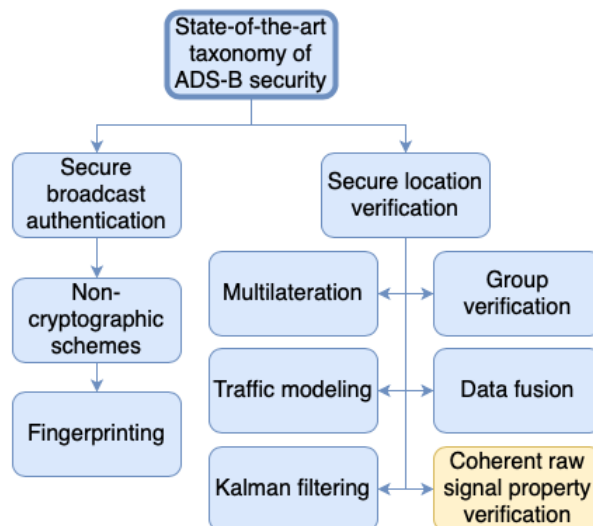 State-of-the-art
taxonomy of
ADS-B security
Secure
broadcast
authentication
Secure location
verification
Non-
cryptographic
schemes
Fingerprinting
Multilateration
Group
verification
Traffic modeling
Data fusion
Kalman filtering
Coherent raw
signal property
verification